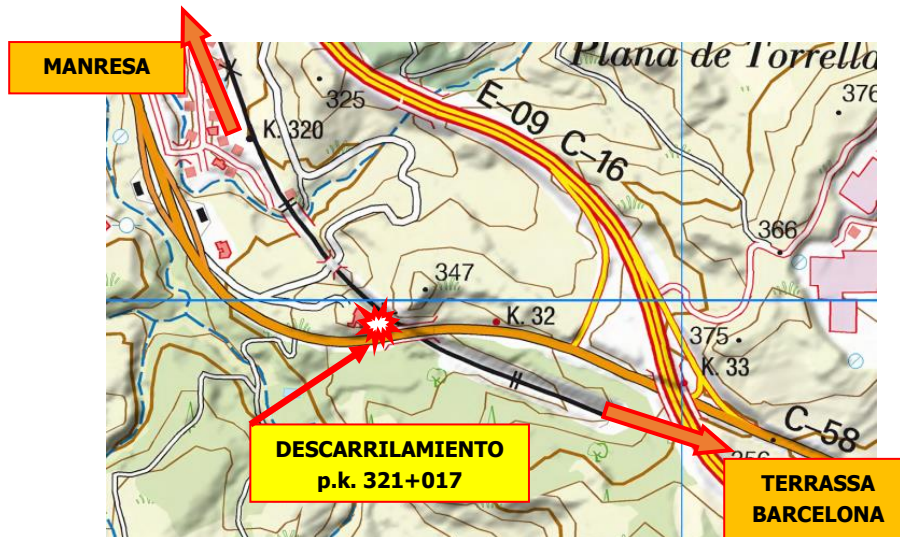 MANRESA
Plana de Torrella
325
E-09
C-16
376
K. 320
366
347
K. 32
375
K. 33
C-58
DESCARRILAMIENTO
p.k. 321+017
TERRASSA
BARCELONA